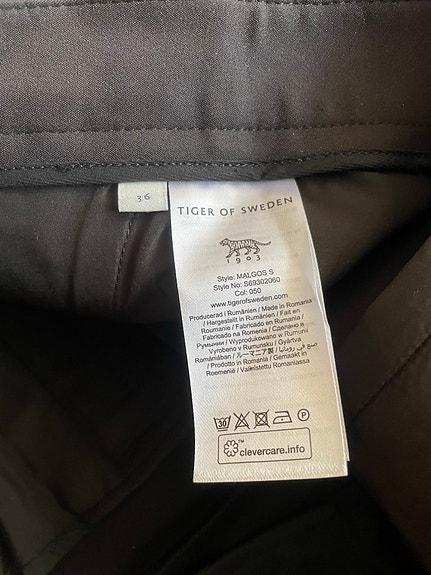 36
TIGER OF SWEDEN
1903
Style: MALGOS S
Style No: S69302060
Col: 050
www.tigerofsweden.com
Producerad i Rumänien / Made in Romania
/ Hergestellt in Rumänien / Fait en
Roumanie / Fabricado en Rumanía /
Fabricado na Romenia / Сделано в
Румынии / Wyprodukowano w Rumunii /
Vyrobeno v Rumunsku / Gyártva
Romániában / ルーマニア製 / صنع في رومانيا
/ Prodotto in Romania / Gemaakt in
Roemenië / Valmistettu Romaniassa
30 P
™
clevercare.info